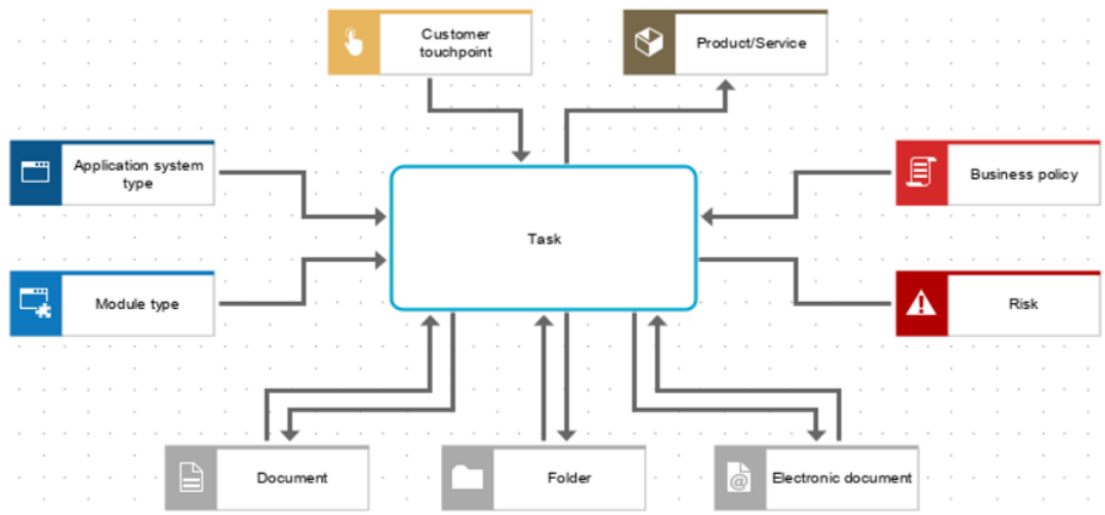 Customer
touchpoint
Product/Service
Application system
type
Business policy
Task
Module type
Risk
Document
Folder
Electronic document